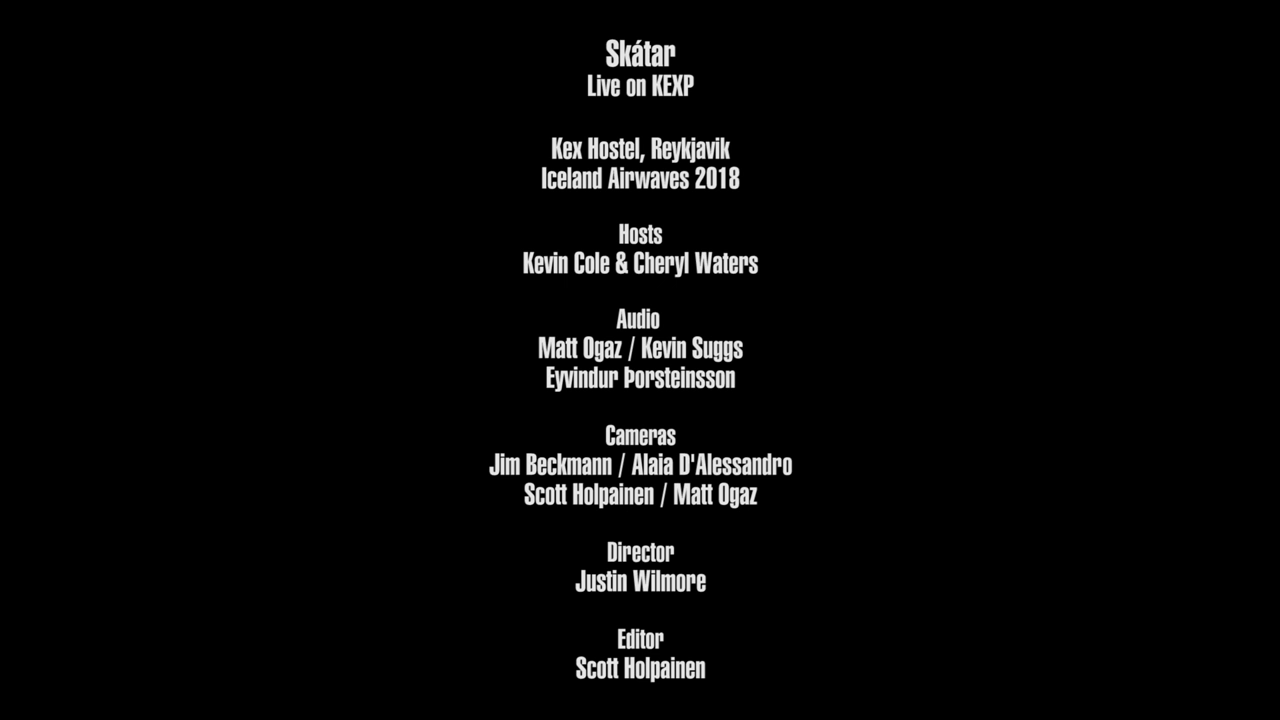 Skátar
Live on KEXP
Kex Hostel, Reykjavik
Iceland Airwaves 2018
Hosts
Kevin Cole & Cheryl Waters
Audio
Matt Ogaz / Kevin Suggs
Eyvindur Þorsteinsson
Cameras
Jim Beckmann / Alaia D'Alessandro
Scott Holpainen / Matt Ogaz
Director
Justin Wilmore
Editor
Scott Holpainen